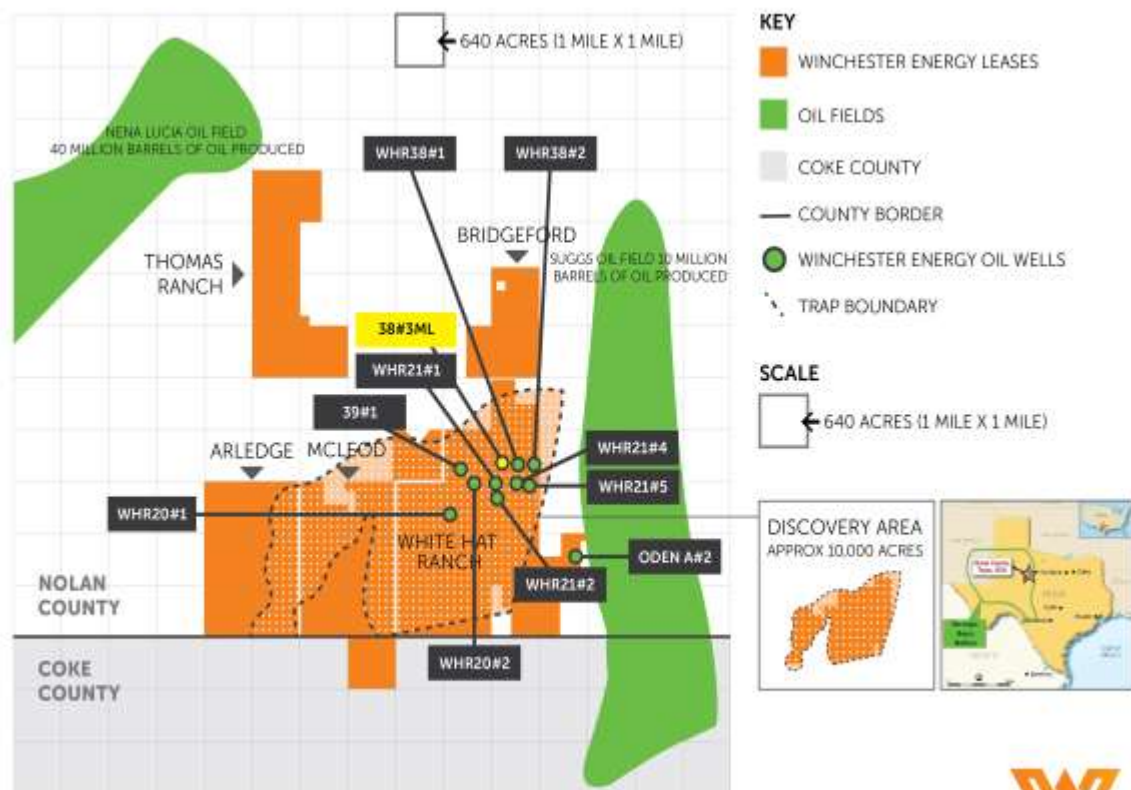 640 ACRES (1 MILE X 1 MILE)
NENA LUCIA OIL FIELD
40 MILLION BARRELS OF OIL PRODUCED
WHR38#1
WHR38#2
THOMAS
RANCH
BRIDGEFORD
SUGGS OIL FIELD 10 MILLION
BARRELS OF OIL PRODUCED
38#3ML
WHR21#1
39#1
ARLEDGE
MCLEOD
WHR21#4
WHR21#5
WHR20#1
WHITE HAT
RANCH
ODEN A#2
WHR21#2
WHR20#2
NOLAN
COUNTY
COKE
COUNTY
KEY
WINCHESTER ENERGY LEASES
OIL FIELDS
COKE COUNTY
COUNTY BORDER
WINCHESTER ENERGY OIL WELLS
TRAP BOUNDARY
SCALE
640 ACRES (1 MILE X 1 MILE)
DISCOVERY AREA
APPROX 10,000 ACRES